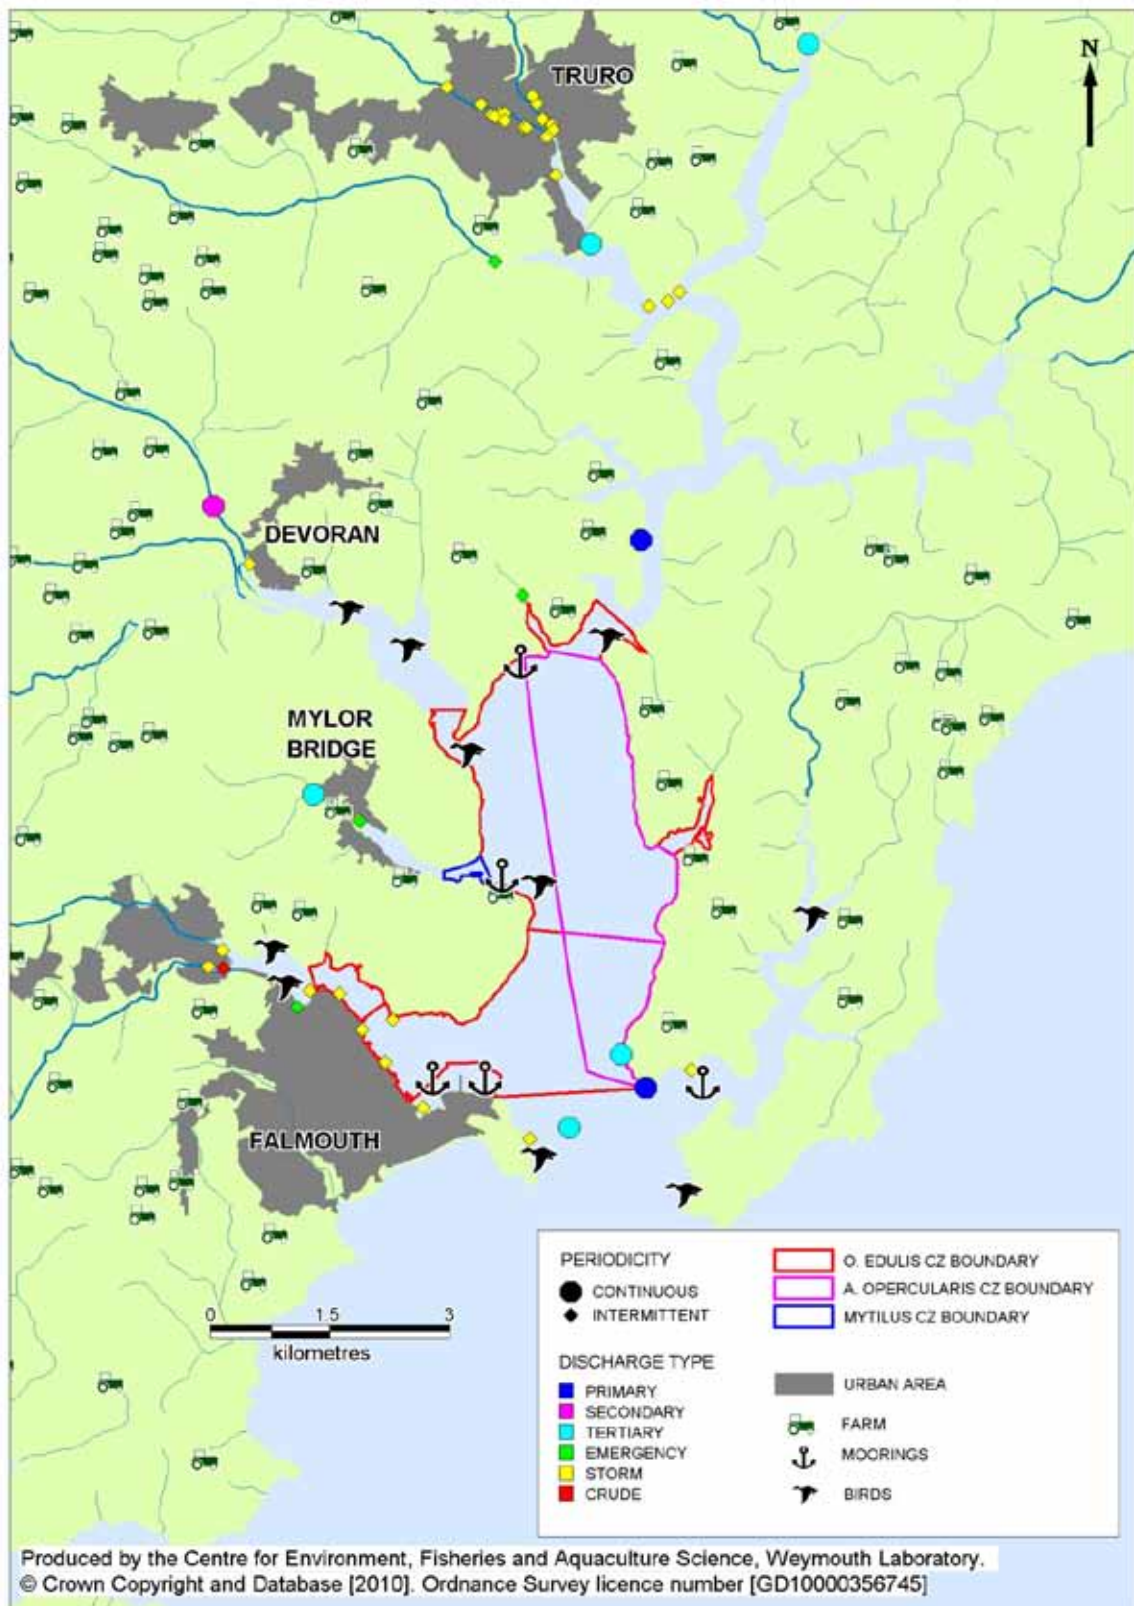 TRURO
N
DEVORAN
MYLOR
BRIDGE
FALMOUTH
0 1.5 3
kilometres
PERIODICITY
CONTINUOUS
INTERMITTENT
DISCHARGE TYPE
PRIMARY
SECONDARY
TERTIARY
EMERGENCY
STORM
CRUDE
O. EDULIS CZ BOUNDARY
A. OPERCULARIS CZ BOUNDARY
MYTILUS CZ BOUNDARY
URBAN AREA
FARM
MOORINGS
BIRDS
Produced by the Centre for Environment, Fisheries and Aquaculture Science, Weymouth Laboratory.
© Crown Copyright and Database [2010]. Ordnance Survey licence number [GD10000356745]